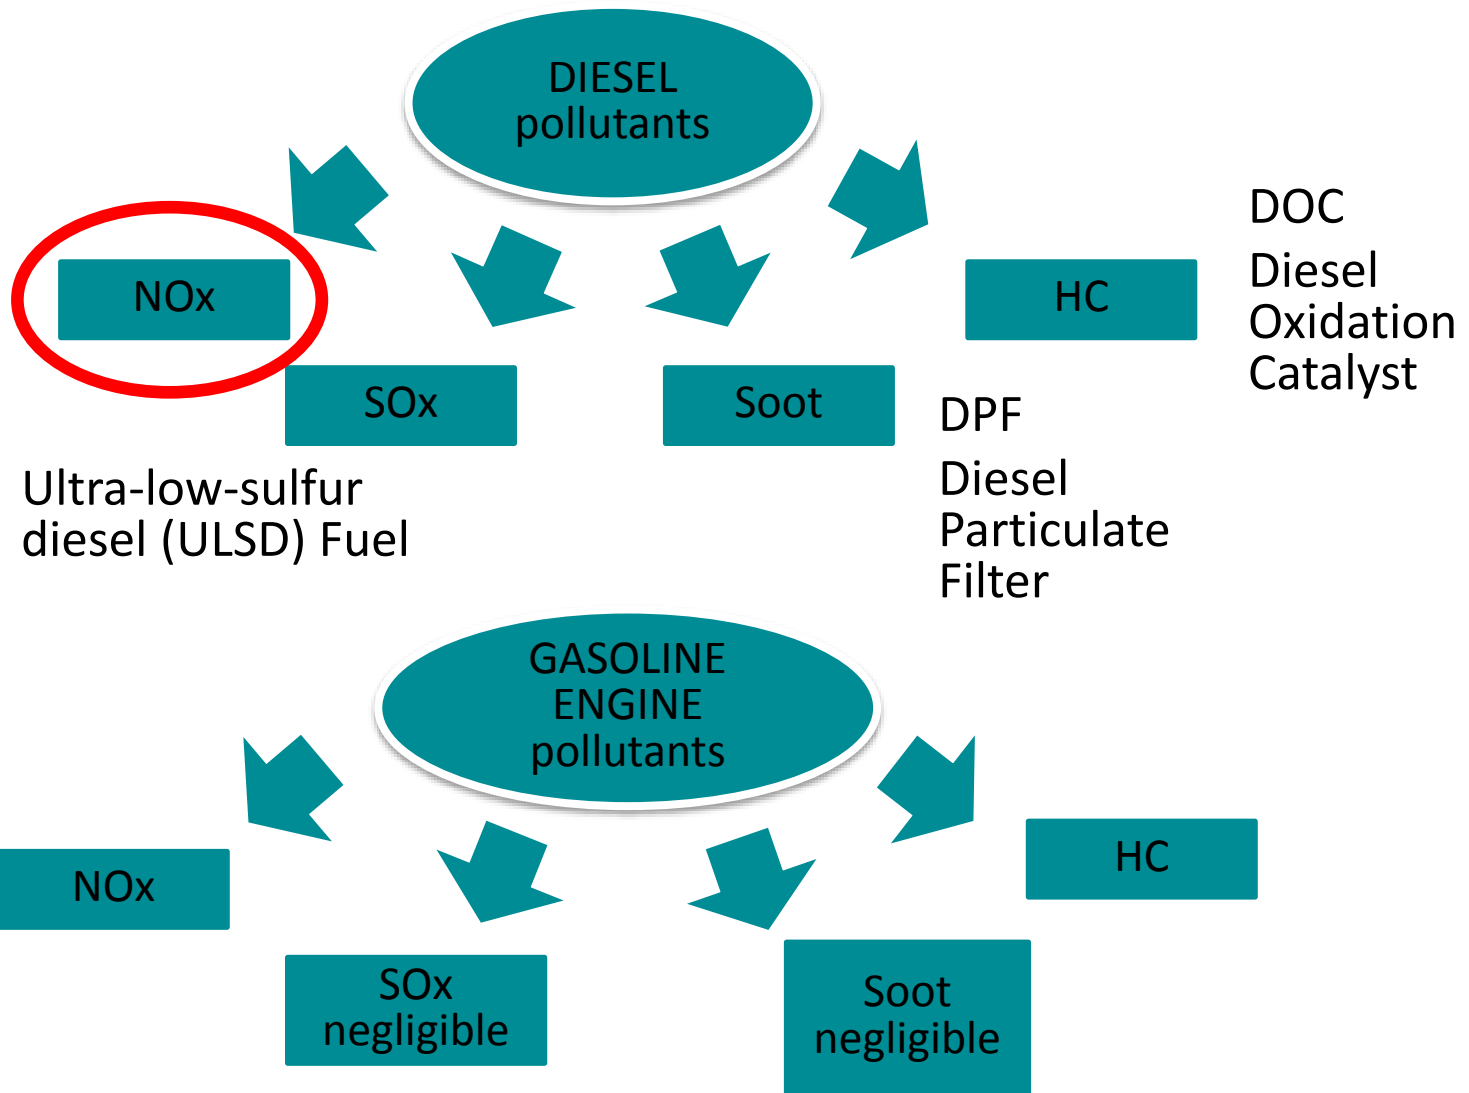 DIESEL
pollutants
NOx
SOx
Soot
HC
DOC
Diesel
Oxidation
Catalyst
DPF
Diesel
Particulate
Filter
Ultra-low-sulfur
diesel (ULSD) Fuel
GASOLINE
ENGINE
pollutants
NOx
SOx
negligible
Soot
negligible
HC